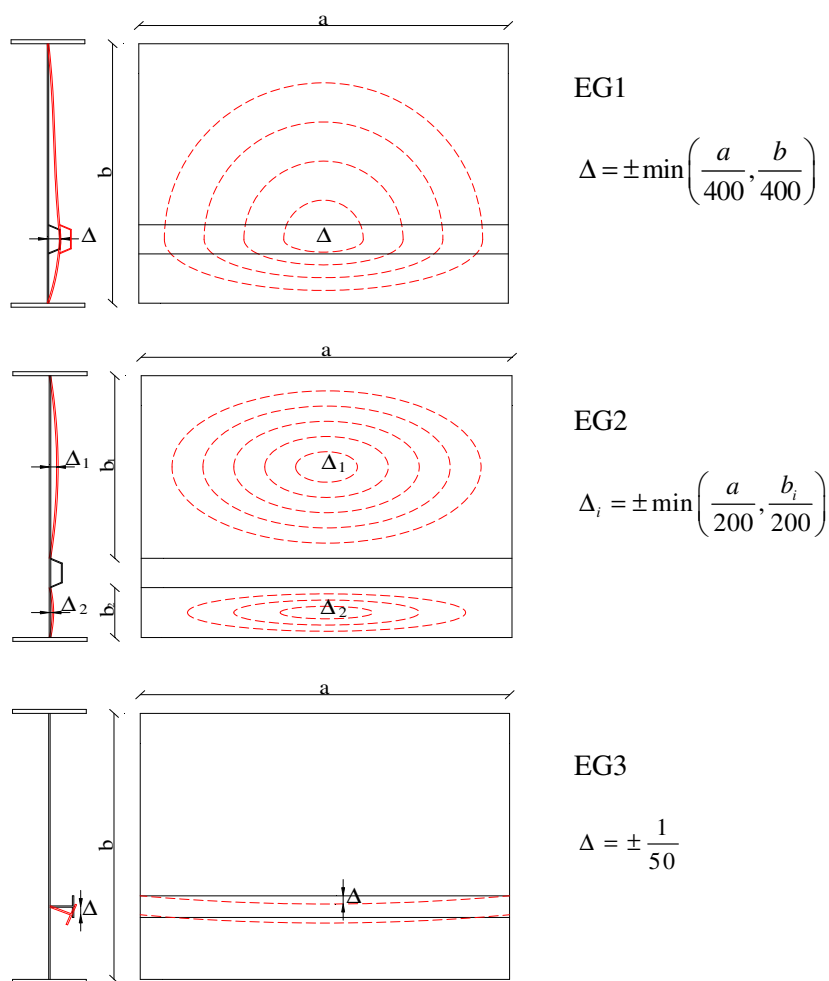 a
EG1
b
Δ = ± min ( a/400 , b/400 )
Δ
Δ
a
EG2
b₁
Δ₁
Δ₁
Δᵢ = ± min ( a/200 , bᵢ/200 )
b₂
Δ₂
Δ₂
a
EG3
b
Δ = ± 1/50
Δ
Δ